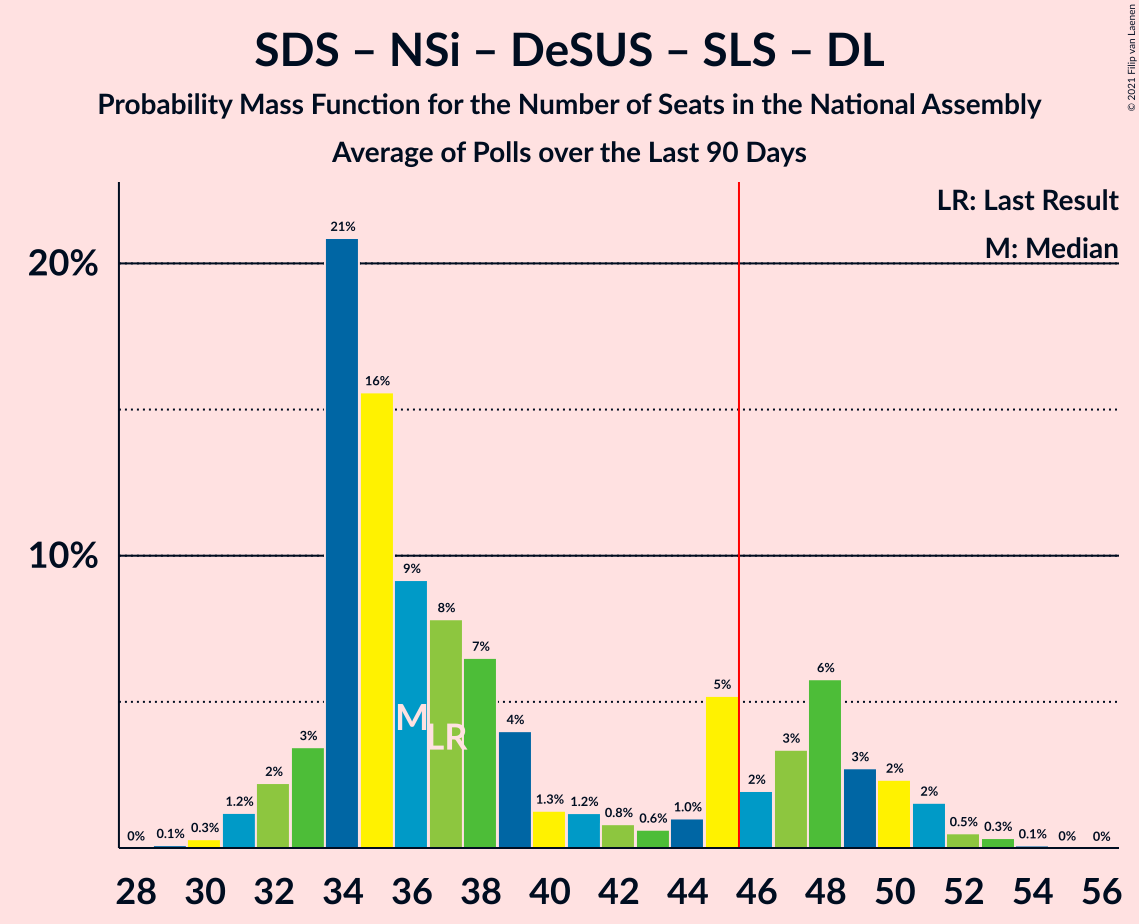 SDS – NSi – DeSUS – SLS – DL
Probability Mass Function for the Number of Seats in the National Assembly
Average of Polls over the Last 90 Days
© 2021 Filip van Laenen
LR: Last Result
M: Median
20%
10%
0% 0.1% 0.3% 1.2% 2% 3% 21% 16% 9% 8% 7% 4% 1.3% 1.2% 0.8% 0.6% 1.0% 5% 2% 3% 6% 3% 2% 2% 0.5% 0.3% 0.1% 0% 0%
M
LR
28 30 32 34 36 38 40 42 44 46 48 50 52 54 56